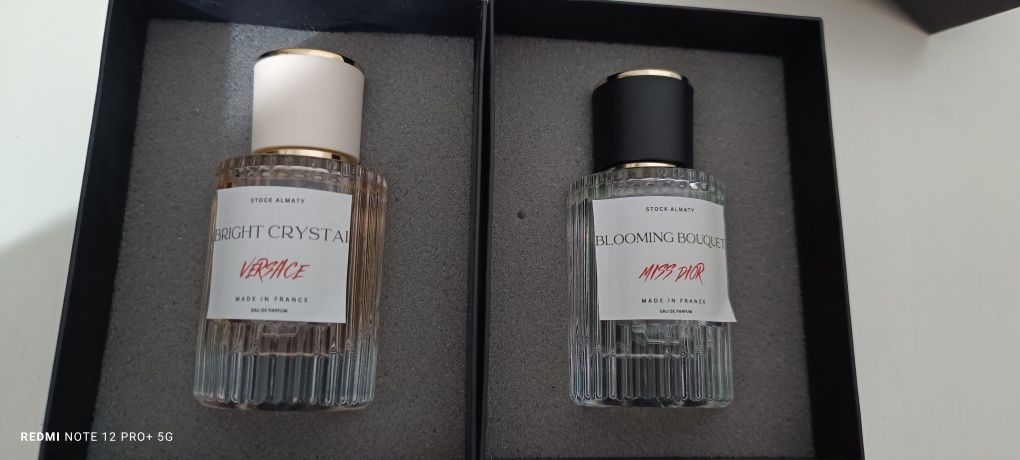 STOCK ALMATY
BRIGHT CRYSTAL
VERSACE
MADE IN FRANCE
EAU DE PARFUM
STOCK ALMATY
BLOOMING BOUQUET
MISS DIOR
MADE IN FRANCE
EAU DE PARFUM
REDMI NOTE 12 PRO+ 5G